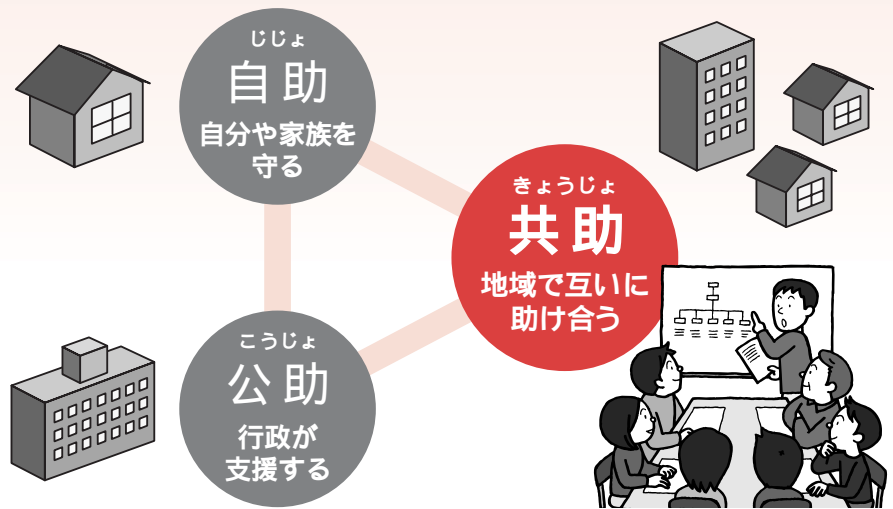 じじょ
自助
自分や家族を
守る
きょうじょ
共助
地域で互いに
助け合う
こうじょ
公助
行政が
支援する